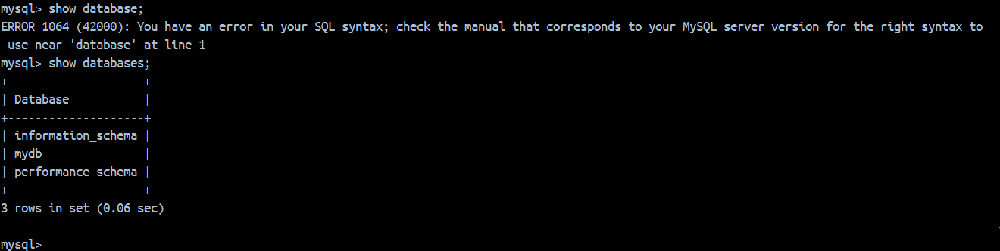 mysql> show database;
ERROR 1064 (42000): You have an error in your SQL syntax; check the manual that corresponds to your MySQL server version for the right syntax to
 use near 'database' at line 1
mysql> show databases;
+--------------------+
| Database           |
+--------------------+
| information_schema |
| mydb               |
| performance_schema |
+--------------------+
3 rows in set (0.06 sec)

mysql>